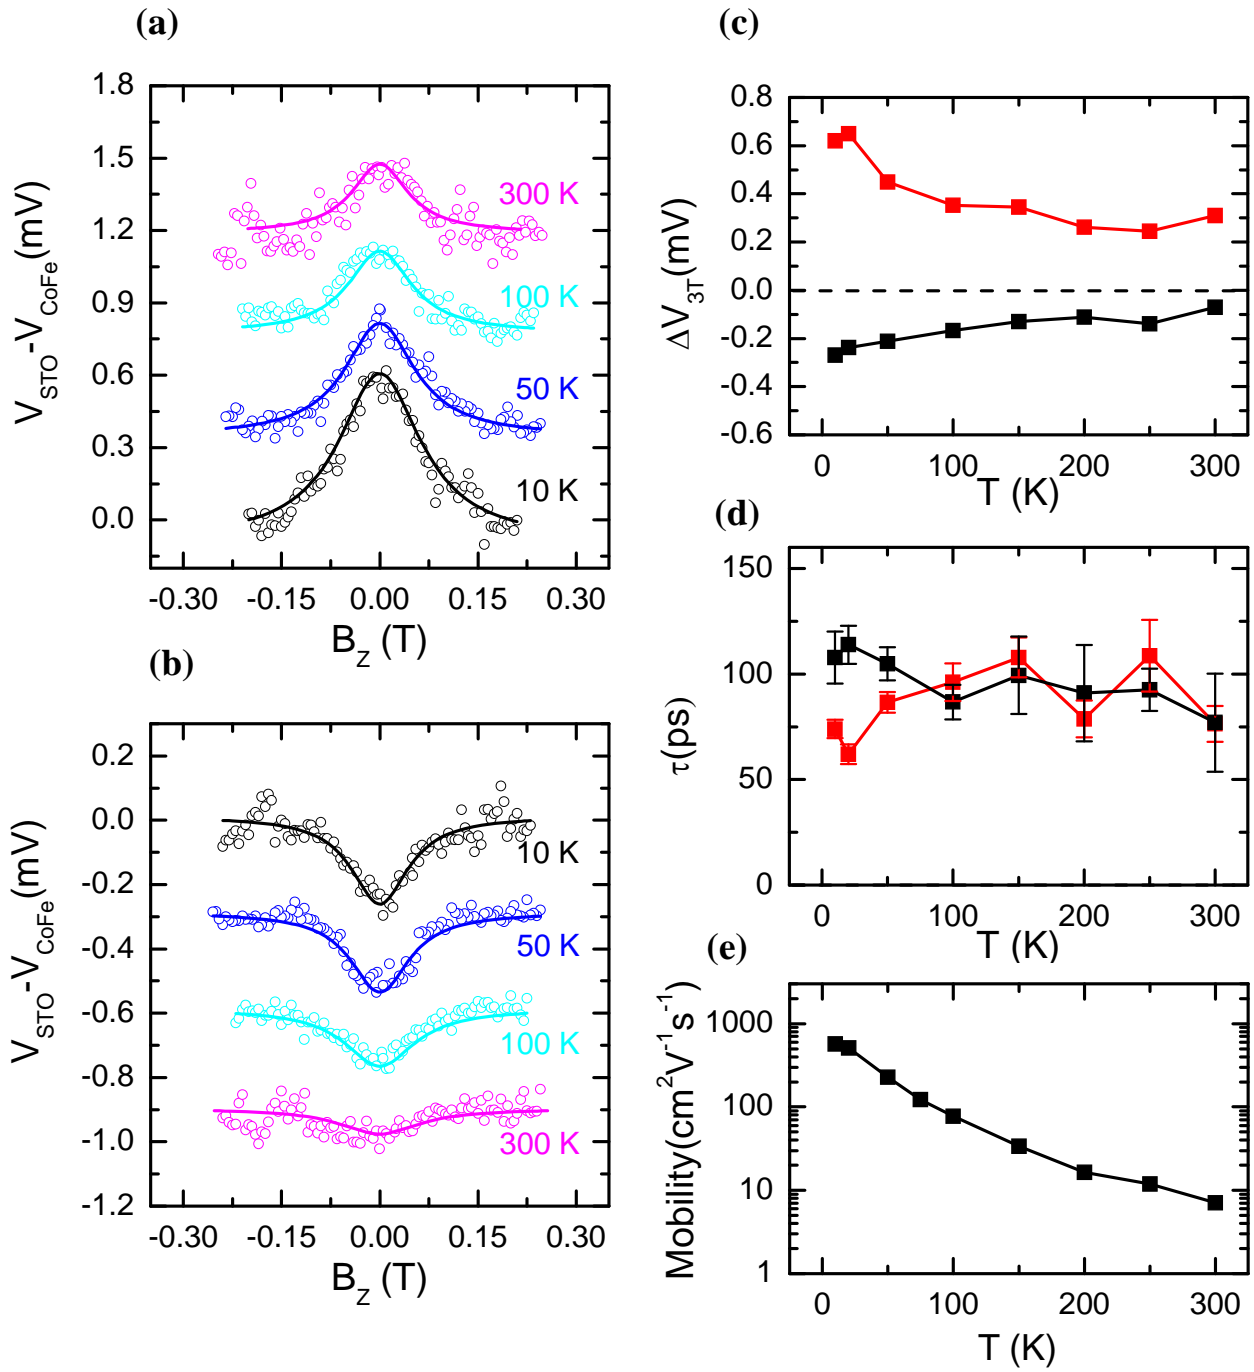 (a)
1.8
1.5
1.2
0.9
0.6
0.3
0.0
300 K
100 K
50 K
10 K
-0.30 -0.15 0.00 0.15 0.30
V_STO-V_CoFe(mV)
B_Z (T)
(b)
0.2
0.0
-0.2
-0.4
-0.6
-0.8
-1.0
-1.2
10 K
50 K
100 K
300 K
-0.30 -0.15 0.00 0.15 0.30
V_STO-V_CoFe(mV)
B_Z (T)
(c)
0.8
0.6
0.4
0.2
0.0
-0.2
-0.4
-0.6
0 100 200 300
ΔV_3T(mV)
T (K)
(d)
150
100
50
0
0 100 200 300
τ(ps)
T (K)
(e)
1000
100
10
1
0 100 200 300
Mobility(cm²V⁻¹s⁻¹)
T (K)